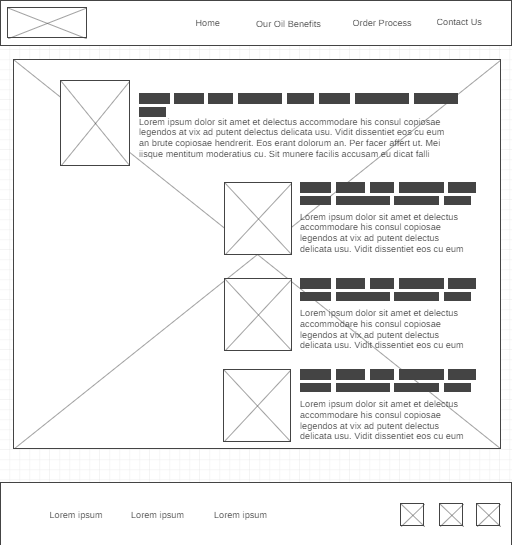 Home
Our Oil Benefits
Order Process
Contact Us
Lorem ipsum dolor sit amet et delectus accommodare his consul copiosae
legendos at vix ad putent delectus delicata usu. Vidit dissentiet eos cu eum
an brute copiosae hendrerit. Eos erant dolorum an. Per facer affert ut. Mei
iisque mentitum moderatius cu. Sit munere facilis accusam eu dicat falli
Lorem ipsum dolor sit amet et delectus
accommodare his consul copiosae
legendos at vix ad putent delectus
delicata usu. Vidit dissentiet eos cu eum
Lorem ipsum dolor sit amet et delectus
accommodare his consul copiosae
legendos at vix ad putent delectus
delicata usu. Vidit dissentiet eos cu eum
Lorem ipsum dolor sit amet et delectus
accommodare his consul copiosae
legendos at vix ad putent delectus
delicata usu. Vidit dissentiet eos cu eum
Lorem ipsum
Lorem ipsum
Lorem ipsum